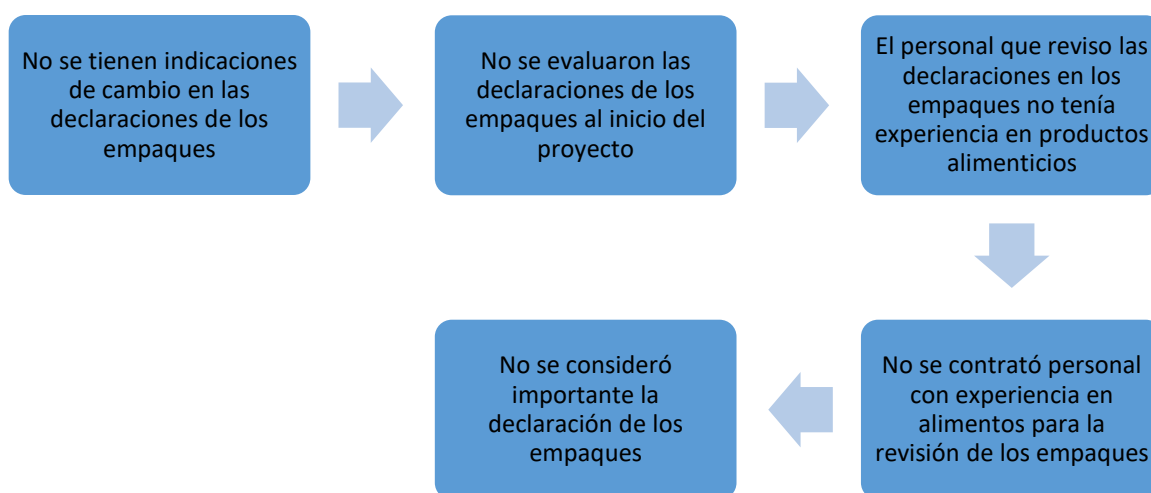 No se tienen indicaciones
de cambio en las
declaraciones de los
empaques
No se evaluaron las
declaraciones de los
empaques al inicio del
proyecto
El personal que reviso las
declaraciones en los
empaques no tenía
experiencia en productos
alimenticios
No se contrató personal
con experiencia en
alimentos para la
revisión de los empaques
No se consideró
importante la
declaración de los
empaques